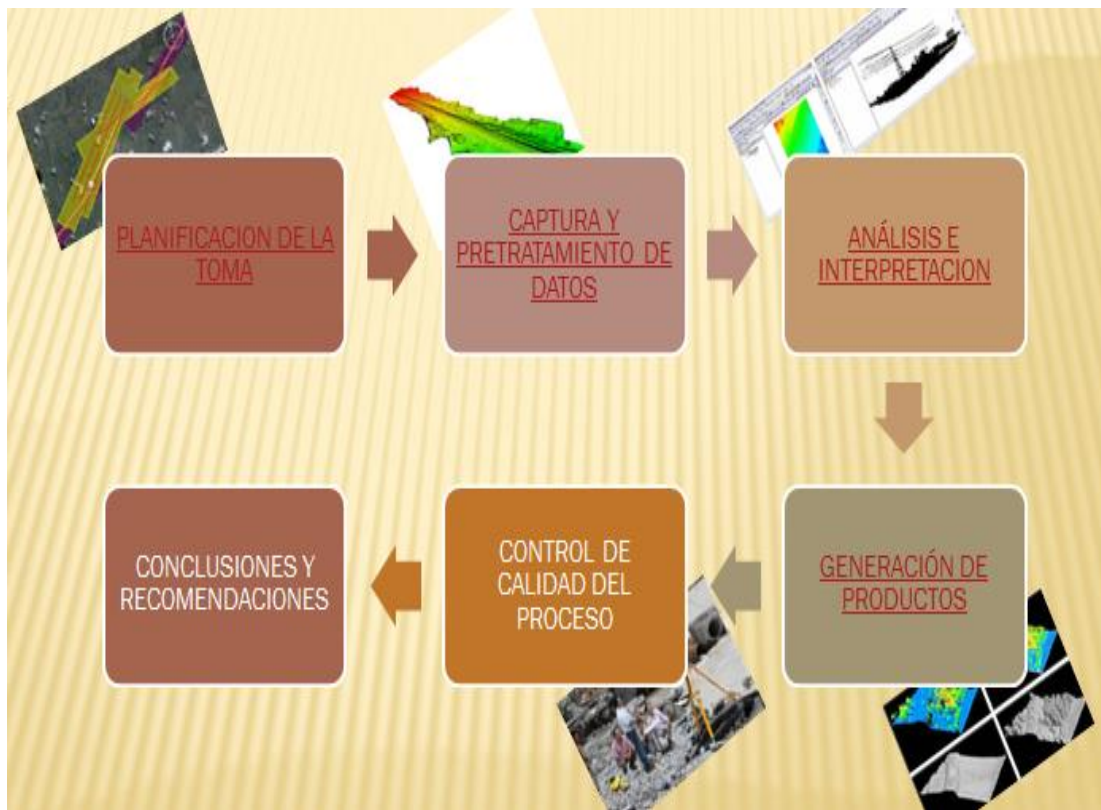 PLANIFICACION DE LA
TOMA
CAPTURA Y
PRETRATAMIENTO DE
DATOS
ANÁLISIS E
INTERPRETACION
GENERACIÓN DE
PRODUCTOS
CONTROL DE
CALIDAD DEL
PROCESO
CONCLUSIONES Y
RECOMENDACIONES